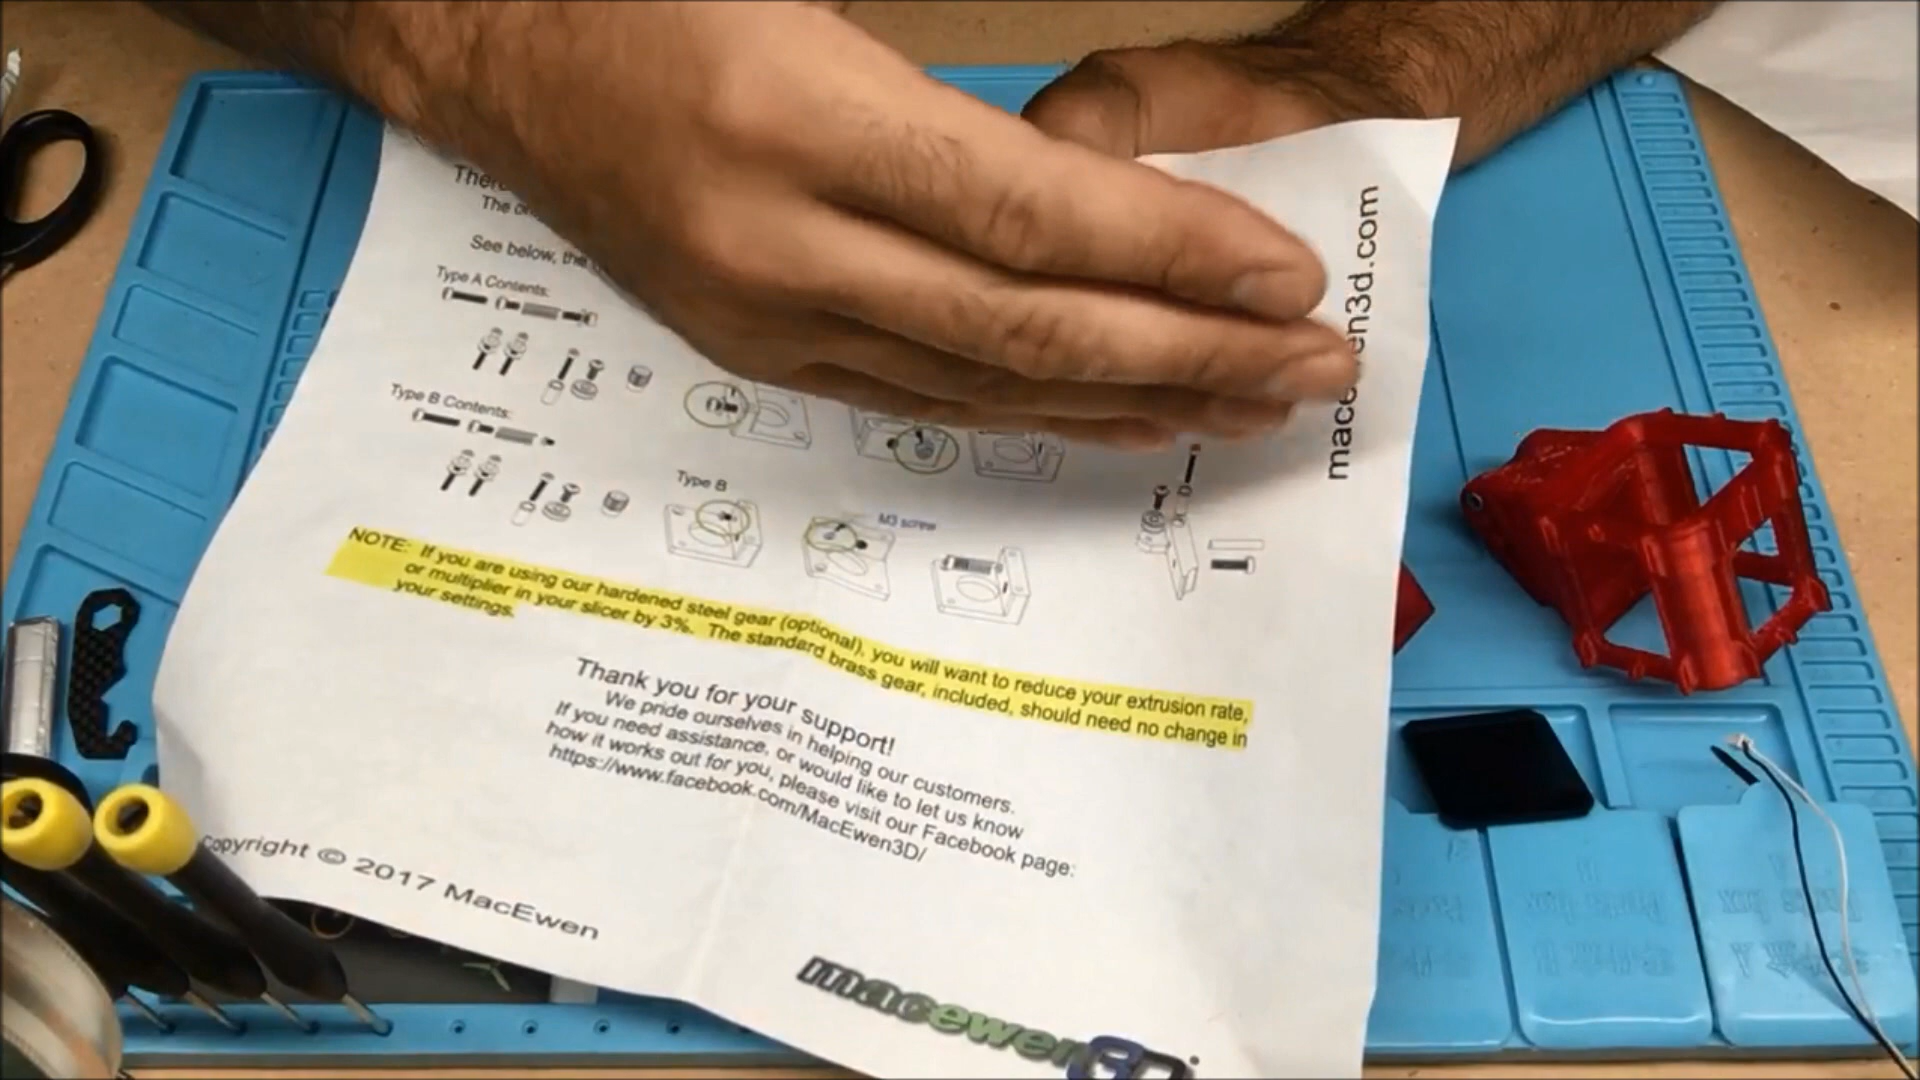 The
See below, the
Type A Contents:
Type B Contents:
Type B
M3 screw
NOTE: If you are using our hardened steel gear (optional), you will want to reduce your extrusion rate,
or multiplier in your slicer by 3%. The standard brass gear, included, should need no change in
your settings.
Thank you for your support!
We pride ourselves in helping our customers.
If you need assistance, or would like to let us know
how it works out for you, please visit our Facebook page:
https://www.facebook.com/MacEwen3D/
copyright © 2017 MacEwen
macewen3D